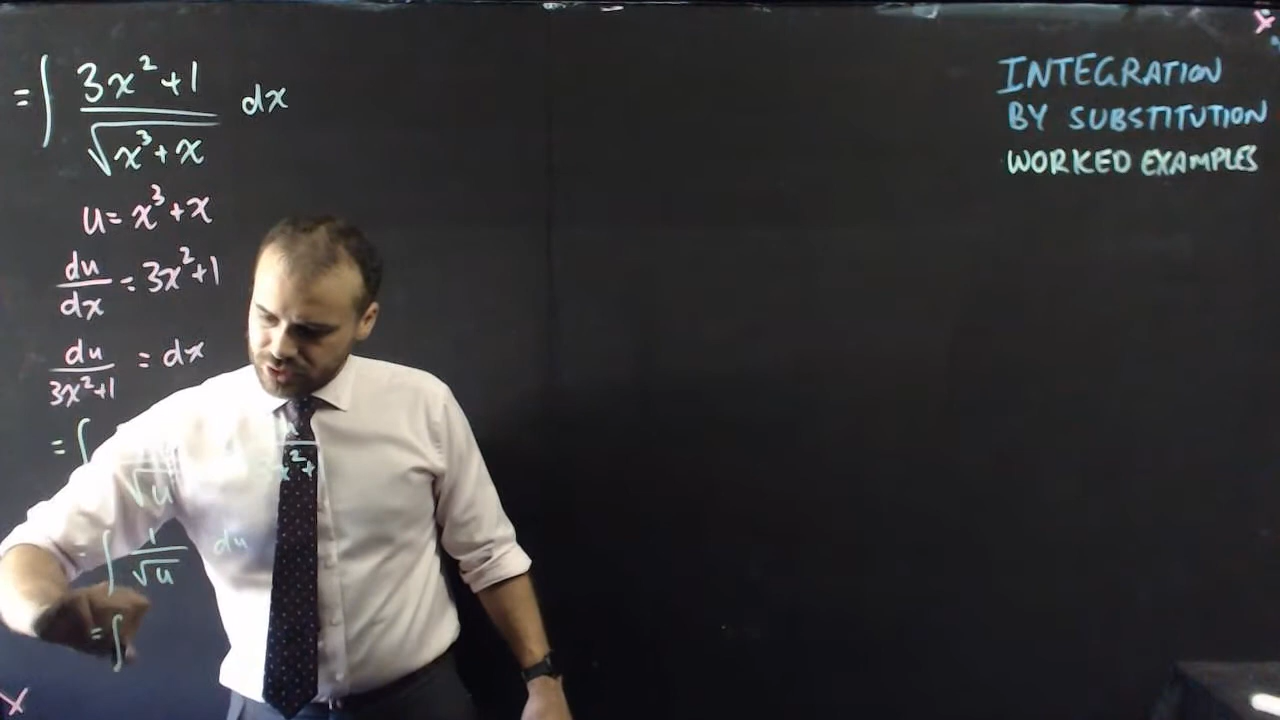 = ∫ (3x² + 1) / √(x³ + x) dx
u = x³ + x
du/dx = 3x² + 1
du/(3x² + 1) = dx
= ∫ /√u x² +
∫ 1/√u du
= ∫
INTEGRATION
BY SUBSTITUTION
WORKED EXAMPLES